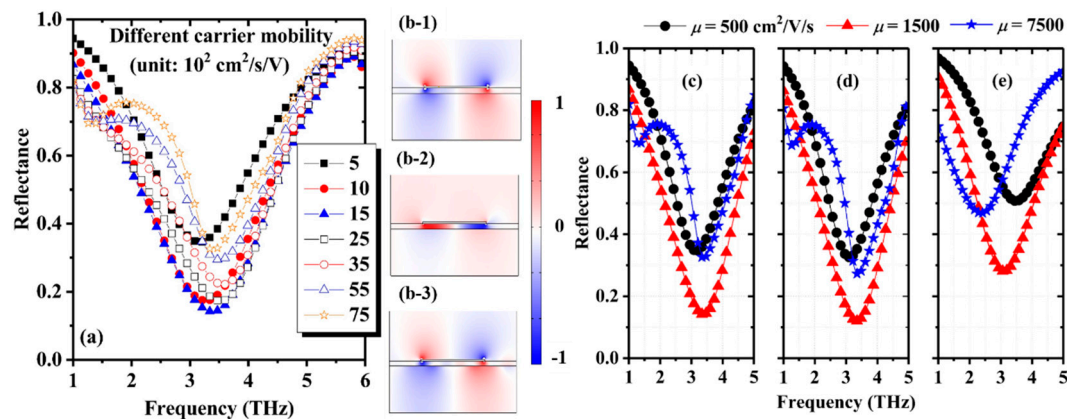 1.0
0.8
0.6
0.4
0.2
0.0
Reflectance
Different carrier mobility
(unit: 10² cm²/s/V)
5
10
15
25
35
55
75
(a)
1 2 3 4 5 6
Frequency (THz)
(b-1)
(b-2)
(b-3)
1
0
-1
μ = 500 cm²/V/s μ = 1500 μ = 7500
1.0
0.8
0.6
0.4
0.2
0.0
Reflectance
(c) (d) (e)
1 2 3 4 5 1 2 3 4 5 1 2 3 4 5
Frequency (THz) Frequency (THz)